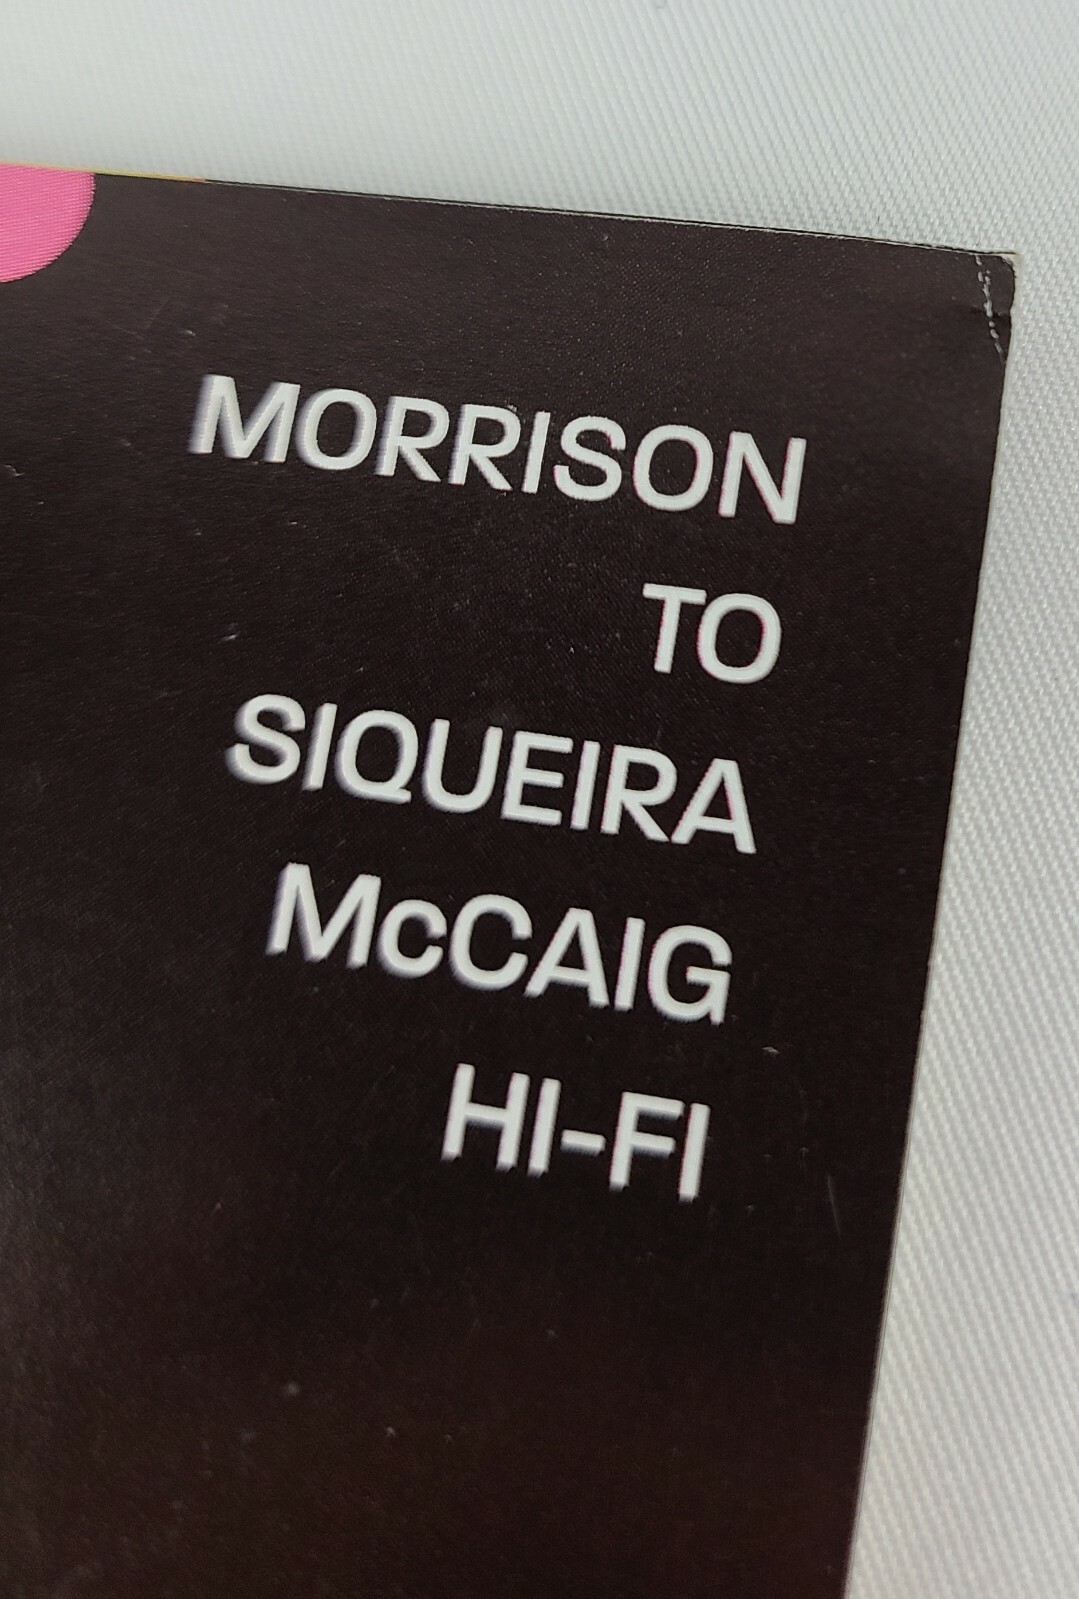 MORRISON
TO
SIQUEIRA
McCAIG
HI-FI